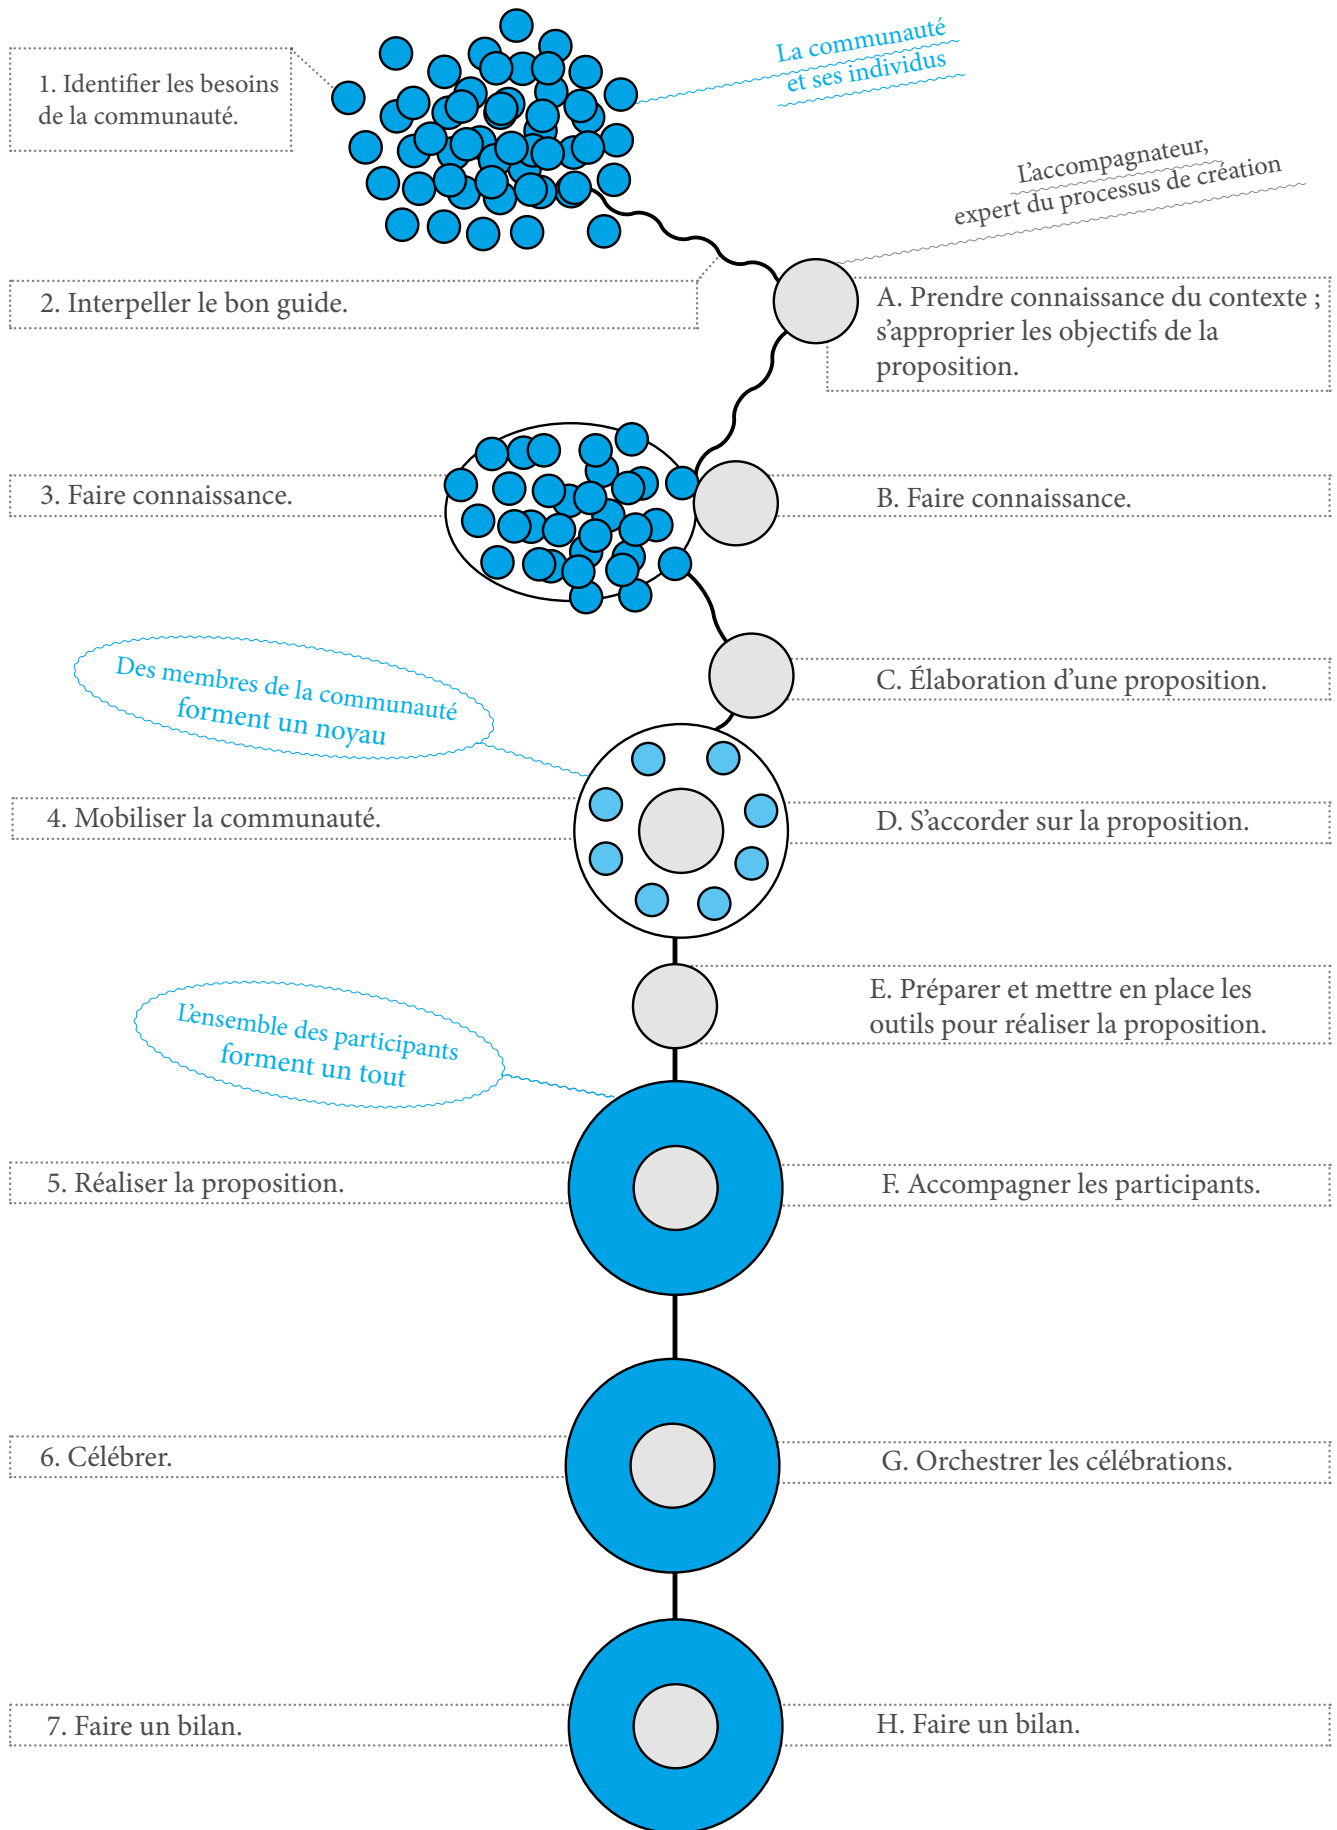 La communauté
et ses individus
1. Identifier les besoins
de la communauté.
L'accompagnateur,
expert du processus de création
2. Interpeller le bon guide.
A. Prendre connaissance du contexte ;
s'approprier les objectifs de la
proposition.
3. Faire connaissance.
B. Faire connaissance.
Des membres de la communauté
forment un noyau
C. Élaboration d'une proposition.
4. Mobiliser la communauté.
D. S'accorder sur la proposition.
L'ensemble des participants
forment un tout
E. Préparer et mettre en place les
outils pour réaliser la proposition.
5. Réaliser la proposition.
F. Accompagner les participants.
6. Célébrer.
G. Orchestrer les célébrations.
7. Faire un bilan.
H. Faire un bilan.